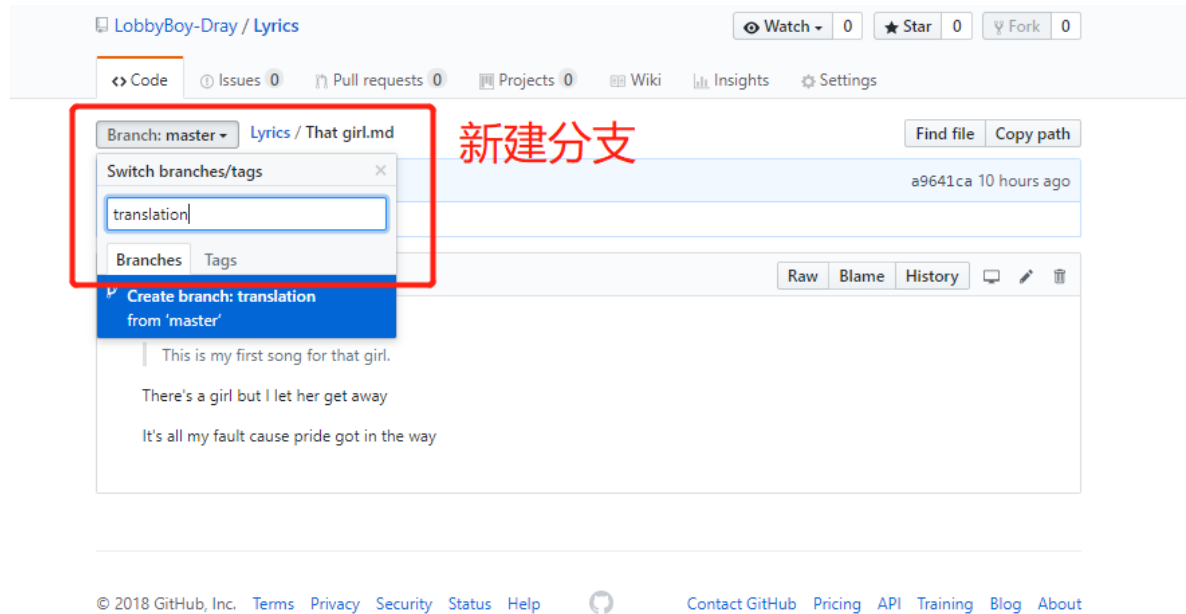 LobbyBoy-Dray / Lyrics
Watch 0 Star 0 Fork 0
Code Issues 0 Pull requests 0 Projects 0 Wiki Insights Settings
Branch: master Lyrics / That girl.md 新建分支 Find file Copy path
Switch branches/tags
a9641ca 10 hours ago
translation
Branches Tags
Raw Blame History
Create branch: translation
from ‘master’
This is my first song for that girl.
There's a girl but I let her get away
It's all my fault cause pride got in the way
© 2018 GitHub, Inc. Terms Privacy Security Status Help Contact GitHub Pricing API Training Blog About